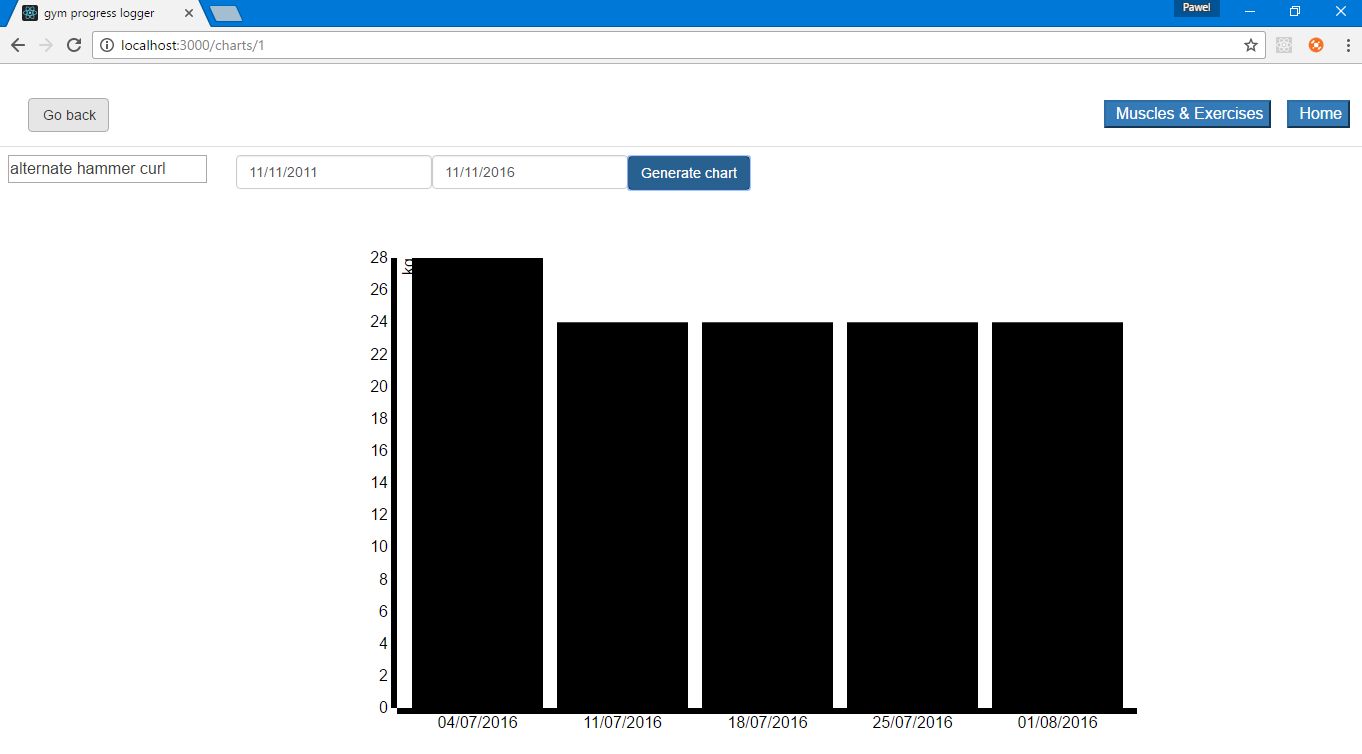 gym progress logger
Pawel
localhost:3000/charts/1
Go back
Muscles & Exercises
Home
alternate hammer curl
11/11/2011
11/11/2016
Generate chart
28
kg
26
24
22
20
18
16
14
12
10
8
6
4
2
0
04/07/2016
11/07/2016
18/07/2016
25/07/2016
01/08/2016